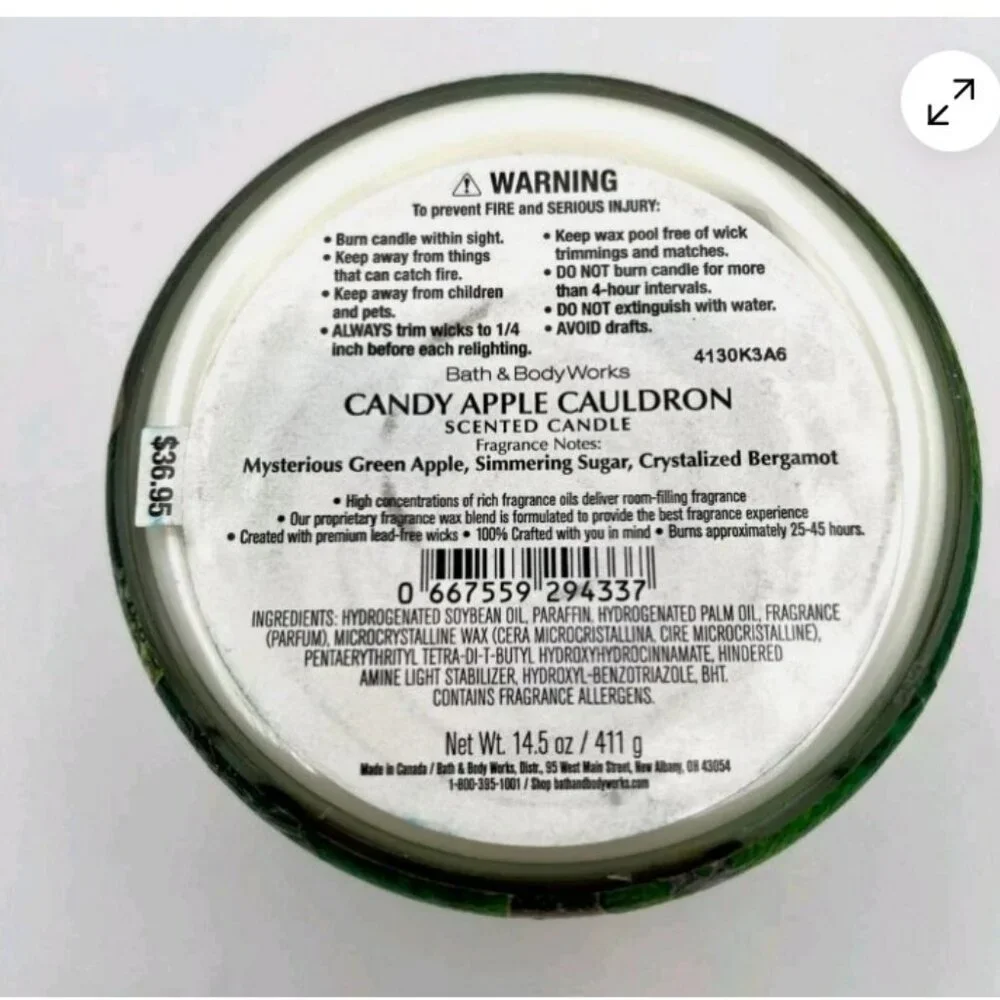 ⚠ WARNING
To prevent FIRE and SERIOUS INJURY:
• Burn candle within sight.
• Keep away from things
that can catch fire.
• Keep away from children
and pets.
• ALWAYS trim wicks to 1/4
inch before each relighting.
• Keep wax pool free of wick
trimmings and matches.
• DO NOT burn candle for more
than 4-hour intervals.
• DO NOT extinguish with water.
• AVOID drafts.
4130K3A6
Bath & Body Works
CANDY APPLE CAULDRON
SCENTED CANDLE
Fragrance Notes:
Mysterious Green Apple, Simmering Sugar, Crystalized Bergamot
• High concentrations of rich fragrance oils deliver room-filling fragrance
• Our proprietary fragrance wax blend is formulated to provide the best fragrance experience
• Created with premium lead-free wicks • 100% Crafted with you in mind • Burns approximately 25-45 hours.
0 667559 294337
INGREDIENTS: HYDROGENATED SOYBEAN OIL, PARAFFIN, HYDROGENATED PALM OIL, FRAGRANCE
(PARFUM), MICROCRYSTALLINE WAX (CERA MICROCRISTALLINA, CIRE MICROCRISTALLINE),
PENTAERYTHRITYL TETRA-DI-T-BUTYL HYDROXYHYDROCINNAMATE, HINDERED
AMINE LIGHT STABILIZER, HYDROXYL-BENZOTRIAZOLE, BHT.
CONTAINS FRAGRANCE ALLERGENS.
Net Wt. 14.5 oz / 411 g
Made in Canada / Bath & Body Works, Distr., 95 West Main Street, New Albany, OH 43054
1-800-395-1001 / Shop bathandbodyworks.com
$36.95